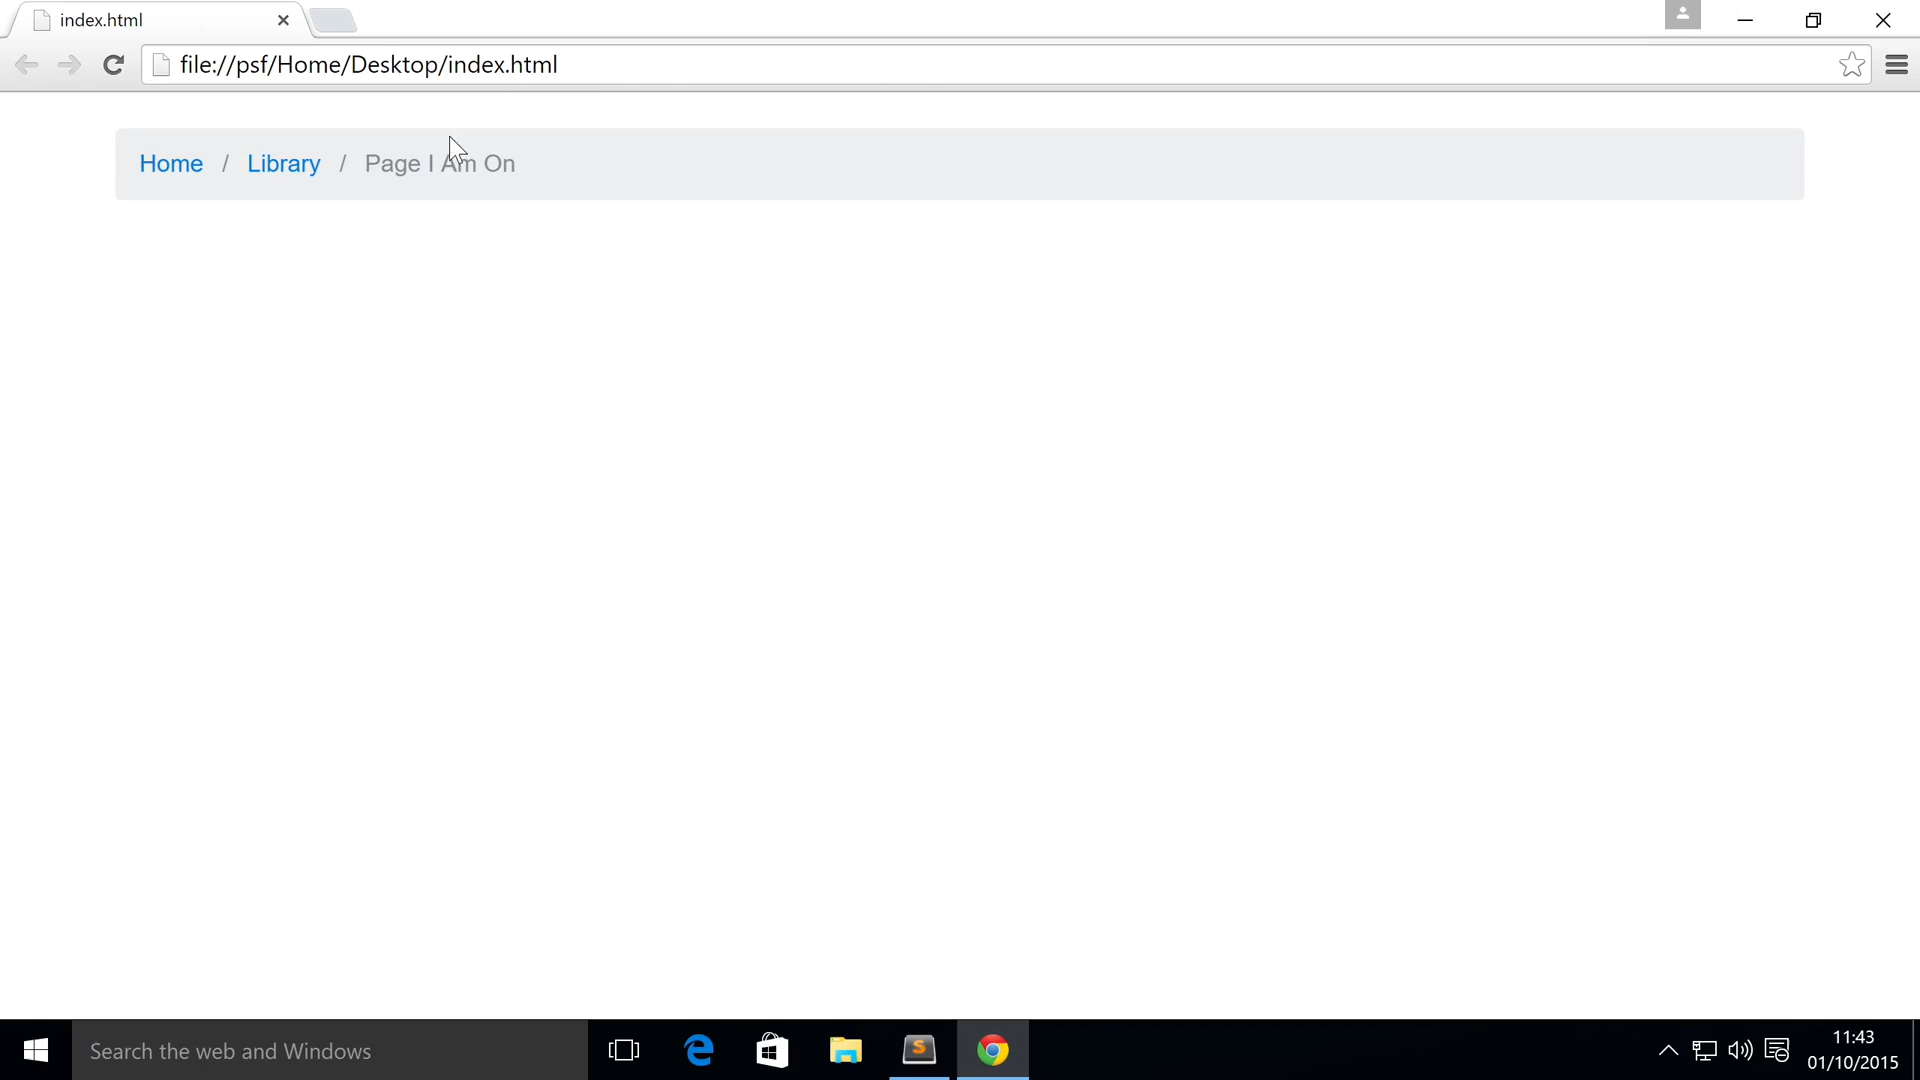 index.html
file://psf/Home/Desktop/index.html
Home / Library / Page I Am On
Search the web and Windows
11:43
01/10/2015